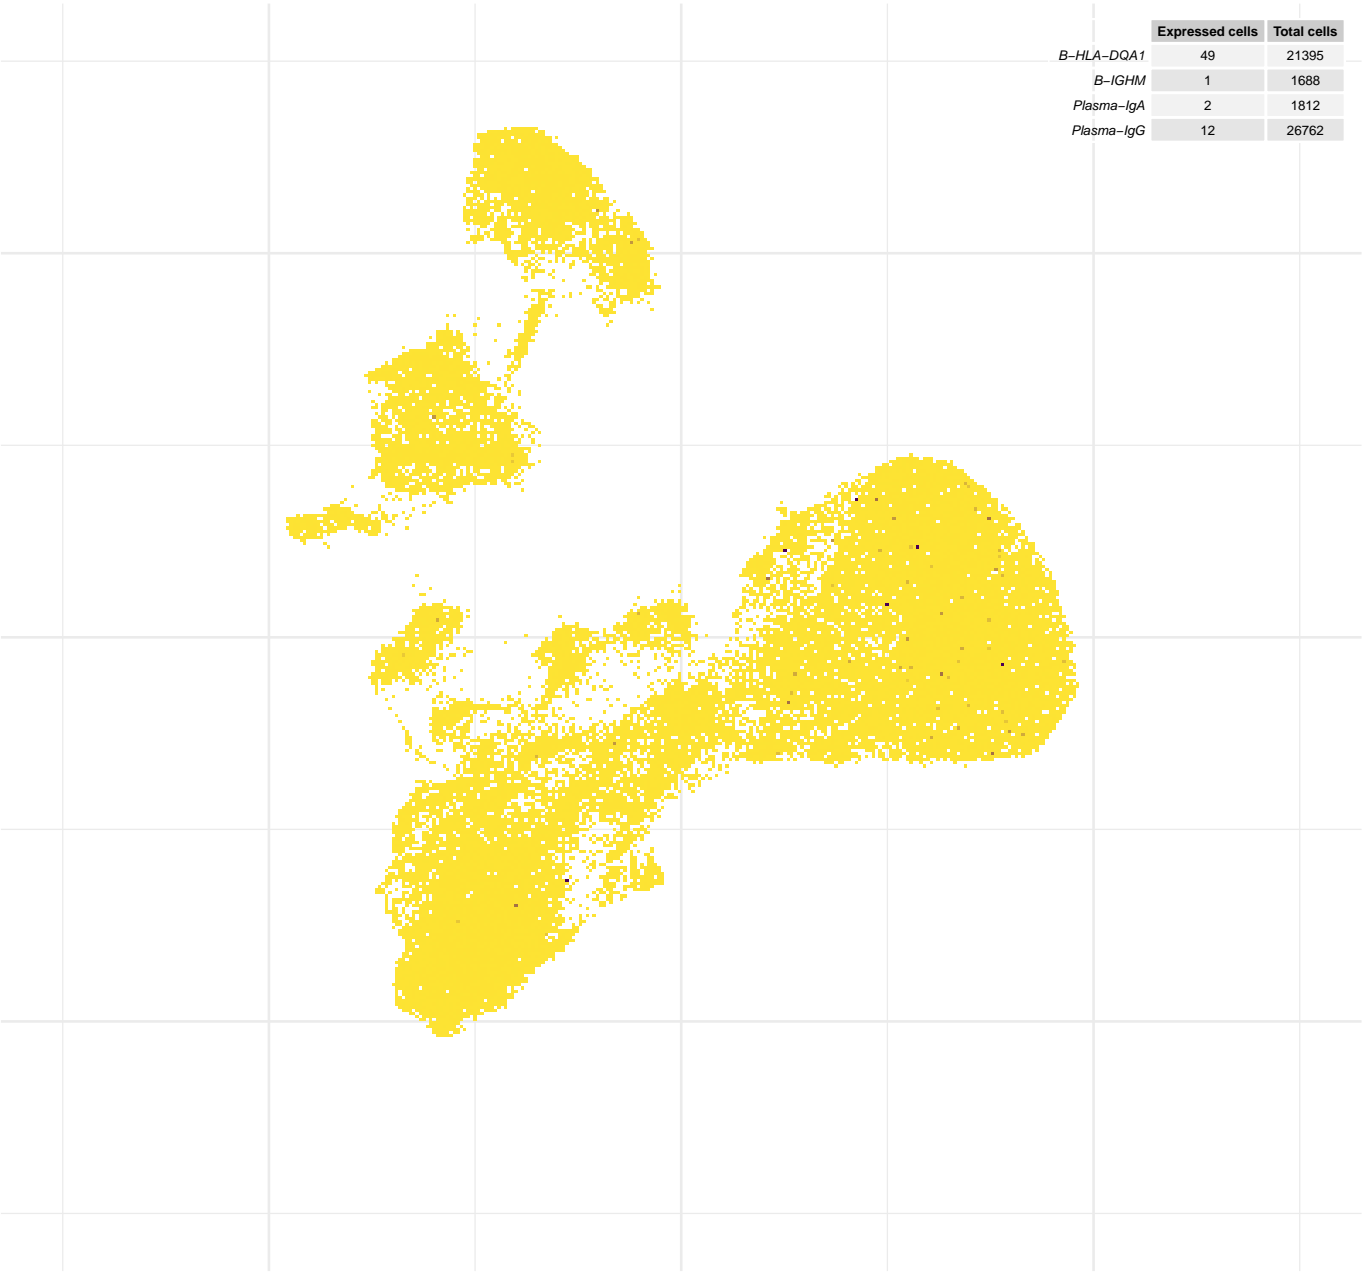 Expressed cells Total cells
B−HLA−DQA1 49 21395
B−IGHM 1 1688
Plasma−IgA 2 1812
Plasma−IgG 12 26762